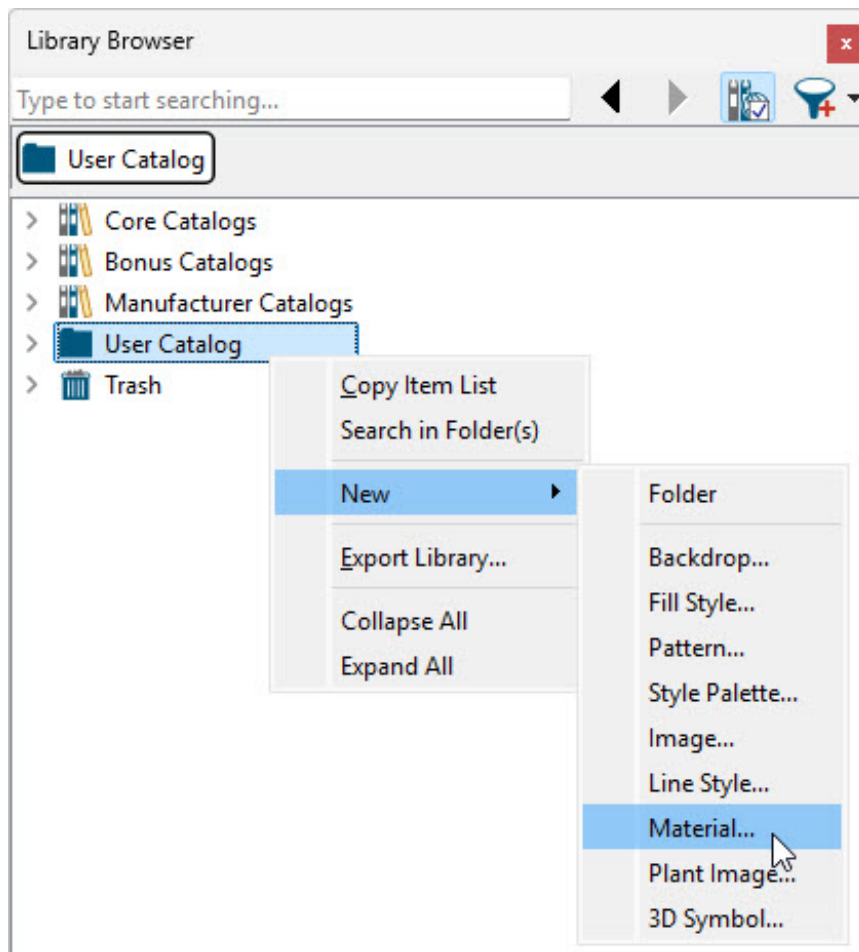 Library Browser
x
Type to start searching...
User Catalog
Core Catalogs
Bonus Catalogs
Manufacturer Catalogs
User Catalog
Trash
Copy Item List
Search in Folder(s)
New
Export Library...
Collapse All
Expand All
Folder
Backdrop...
Fill Style...
Pattern...
Style Palette...
Image...
Line Style...
Material...
Plant Image...
3D Symbol...